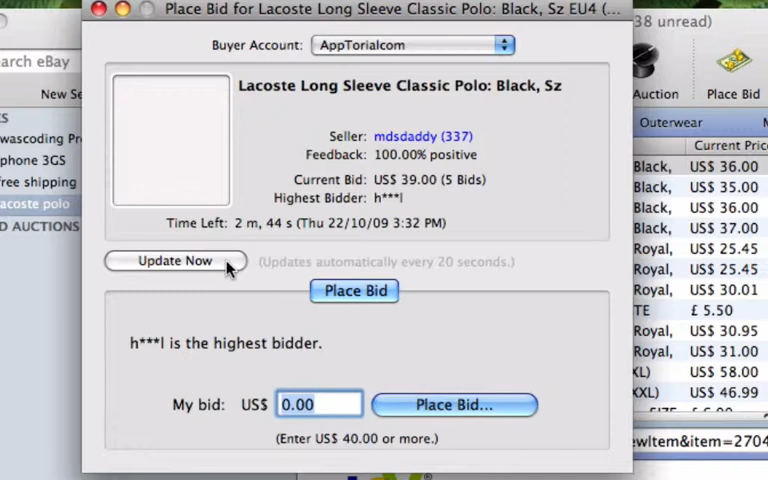 Place Bid for Lacoste Long Sleeve Classic Polo: Black, Sz EU4 (...
38 unread)
Buyer Account: AppTorialcom
earch eBay
Lacoste Long Sleeve Classic Polo: Black, Sz
New Se
Auction
Place Bid
Seller: mdsdaddy (337)
Feedback: 100.00% positive
Current Bid: US$ 39.00 (5 Bids)
Highest Bidder: h***l
Time Left: 2 m, 44 s (Thu 22/10/09 3:32 PM)
Update Now
(Updates automatically every 20 seconds.)
Place Bid
h***l is the highest bidder.
My bid: US$ 0.00 Place Bid...
(Enter US$ 40.00 or more.)
ES
wascoding Pr
phone 3GS
free shipping
acoste polo
D AUCTIONS
Outerwear
Current Price
Black, US$ 36.00
Black, US$ 35.00
Black, US$ 36.00
Black, US$ 37.00
Royal, US$ 25.45
Royal, US$ 25.45
Royal, US$ 30.01
TE £ 5.50
Royal, US$ 30.95
Royal, US$ 31.00
XL) US$ 58.00
XXL) US$ 46.99
ewItem&item=2704